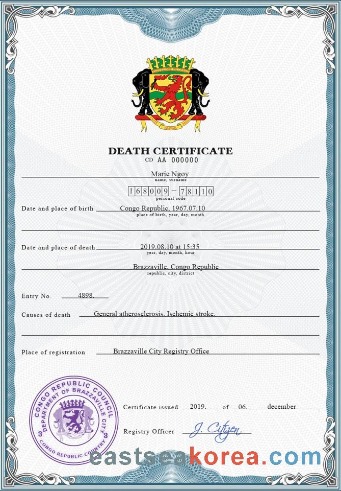 DEATH CERTIFICATE
CD AA 000000
Marie Ngoy
name, surname
168009 - 78110
personal code
Date and place of birth Congo Republic, 1967.07.10
place of birth, year, day, month
Date and place of death 2019.08.10 at 15:35
year, day, month, hour
Brazzaville, Congo Republic
republic, city, district
Entry No 4898.
Causes of death General atherosclerosis. Ischemic stroke.
Place of registration Brazzaville City Registry Office
CONGO REPUBLIC COUNCIL
DEPARTMENT OF BRAZZAVILLE CITY
CONGO REPUBLIC CITY
Certificate issued 2019. of 06. december
Registry Officer J. Citizen
eastseakorea.com